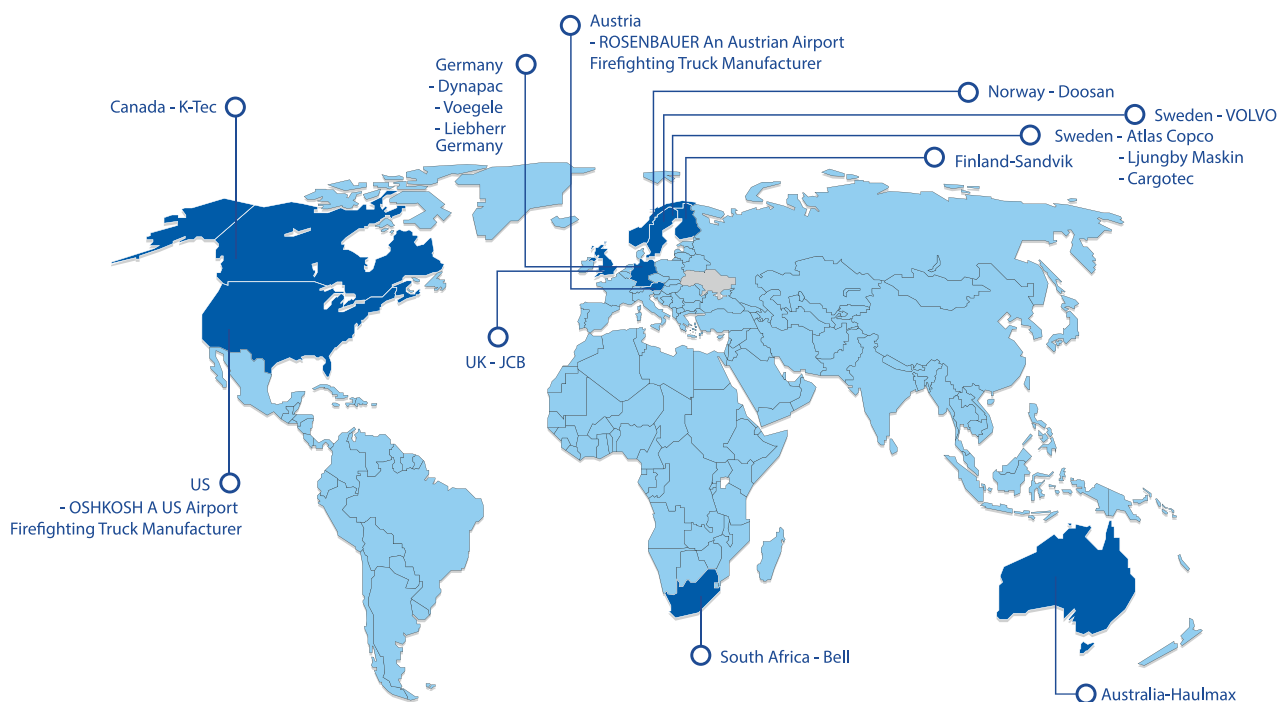 Austria
- ROSENBAUER An Austrian Airport
Firefighting Truck Manufacturer
Germany
- Dynapac
- Voegele
- Liebherr
Germany
Canada - K-Tec
Norway - Doosan
Sweden - VOLVO
Sweden - Atlas Copco
- Ljungby Maskin
- Cargotec
Finland-Sandvik
UK - JCB
US
- OSHKOSH A US Airport
Firefighting Truck Manufacturer
South Africa - Bell
Australia-Haulmax